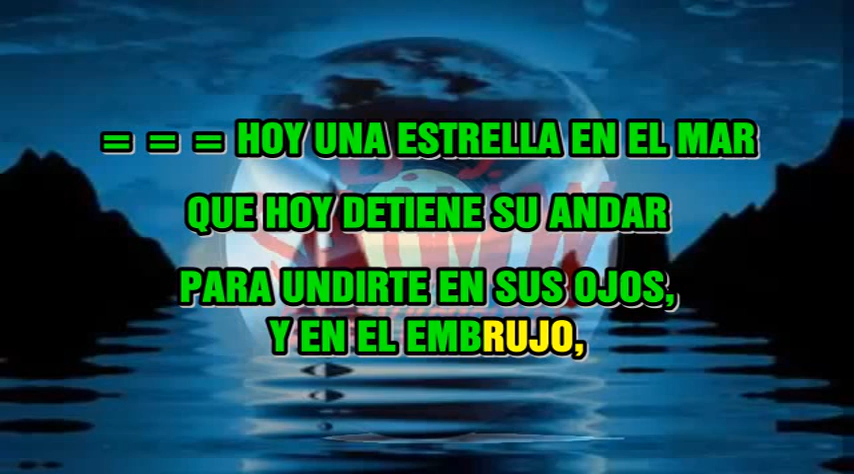 = = = HOY UNA ESTRELLA EN EL MAR
QUE HOY DETIENE SU ANDAR
PARA UNDIRTE EN SUS OJOS,
Y EN EL EMBRUJO,